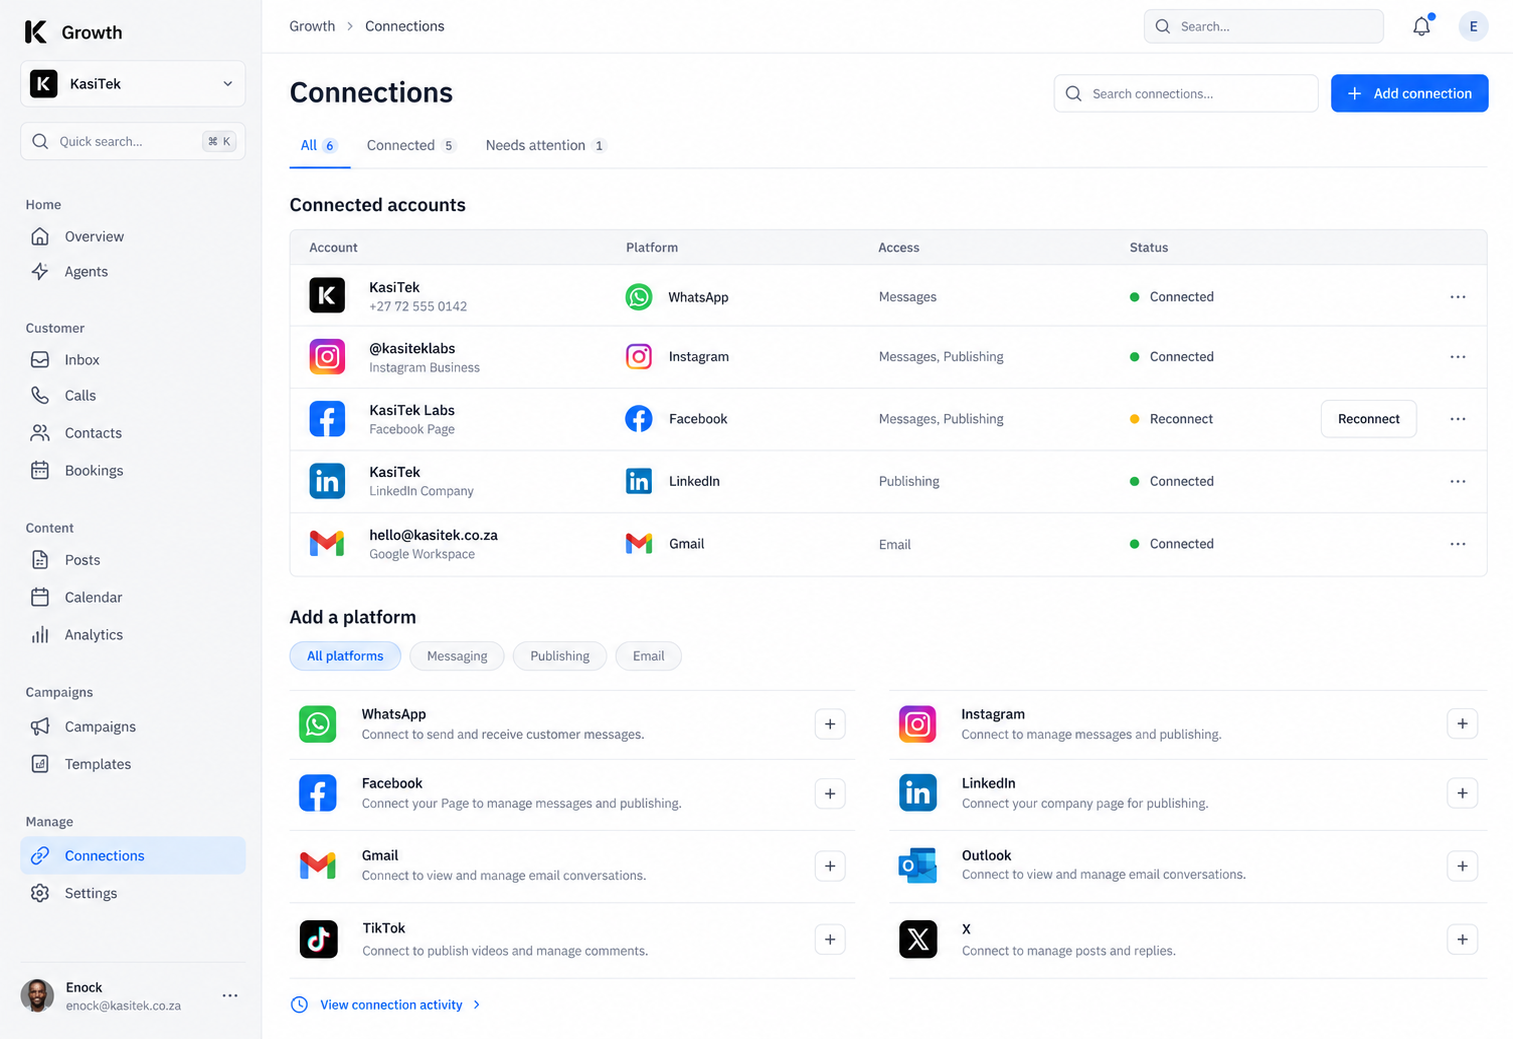 K Growth
K KasiTek
Quick search... ⌘ K
Home
Overview
Agents
Customer
Inbox
Calls
Contacts
Bookings
Content
Posts
Calendar
Analytics
Campaigns
Campaigns
Templates
Manage
Connections
Settings
Enock
enock@kasitek.co.za
Growth > Connections
Search...
E
Connections
Search connections...
+ Add connection
All 6
Connected 5
Needs attention 1
Connected accounts
Account Platform Access Status
K
KasiTek
+27 72 555 0142
WhatsApp
Messages
Connected
@kasiteklabs
Instagram Business
Instagram
Messages, Publishing
Connected
KasiTek Labs
Facebook Page
Facebook
Messages, Publishing
Reconnect
Reconnect
in
KasiTek
LinkedIn Company
in
LinkedIn
Publishing
Connected
hello@kasitek.co.za
Google Workspace
Gmail
Email
Connected
Add a platform
All platforms
Messaging
Publishing
Email
WhatsApp
Connect to send and receive customer messages.
Instagram
Connect to manage messages and publishing.
Facebook
Connect your Page to manage messages and publishing.
in
LinkedIn
Connect your company page for publishing.
Gmail
Connect to view and manage email conversations.
Outlook
Connect to view and manage email conversations.
TikTok
Connect to publish videos and manage comments.
X
Connect to manage posts and replies.
View connection activity >